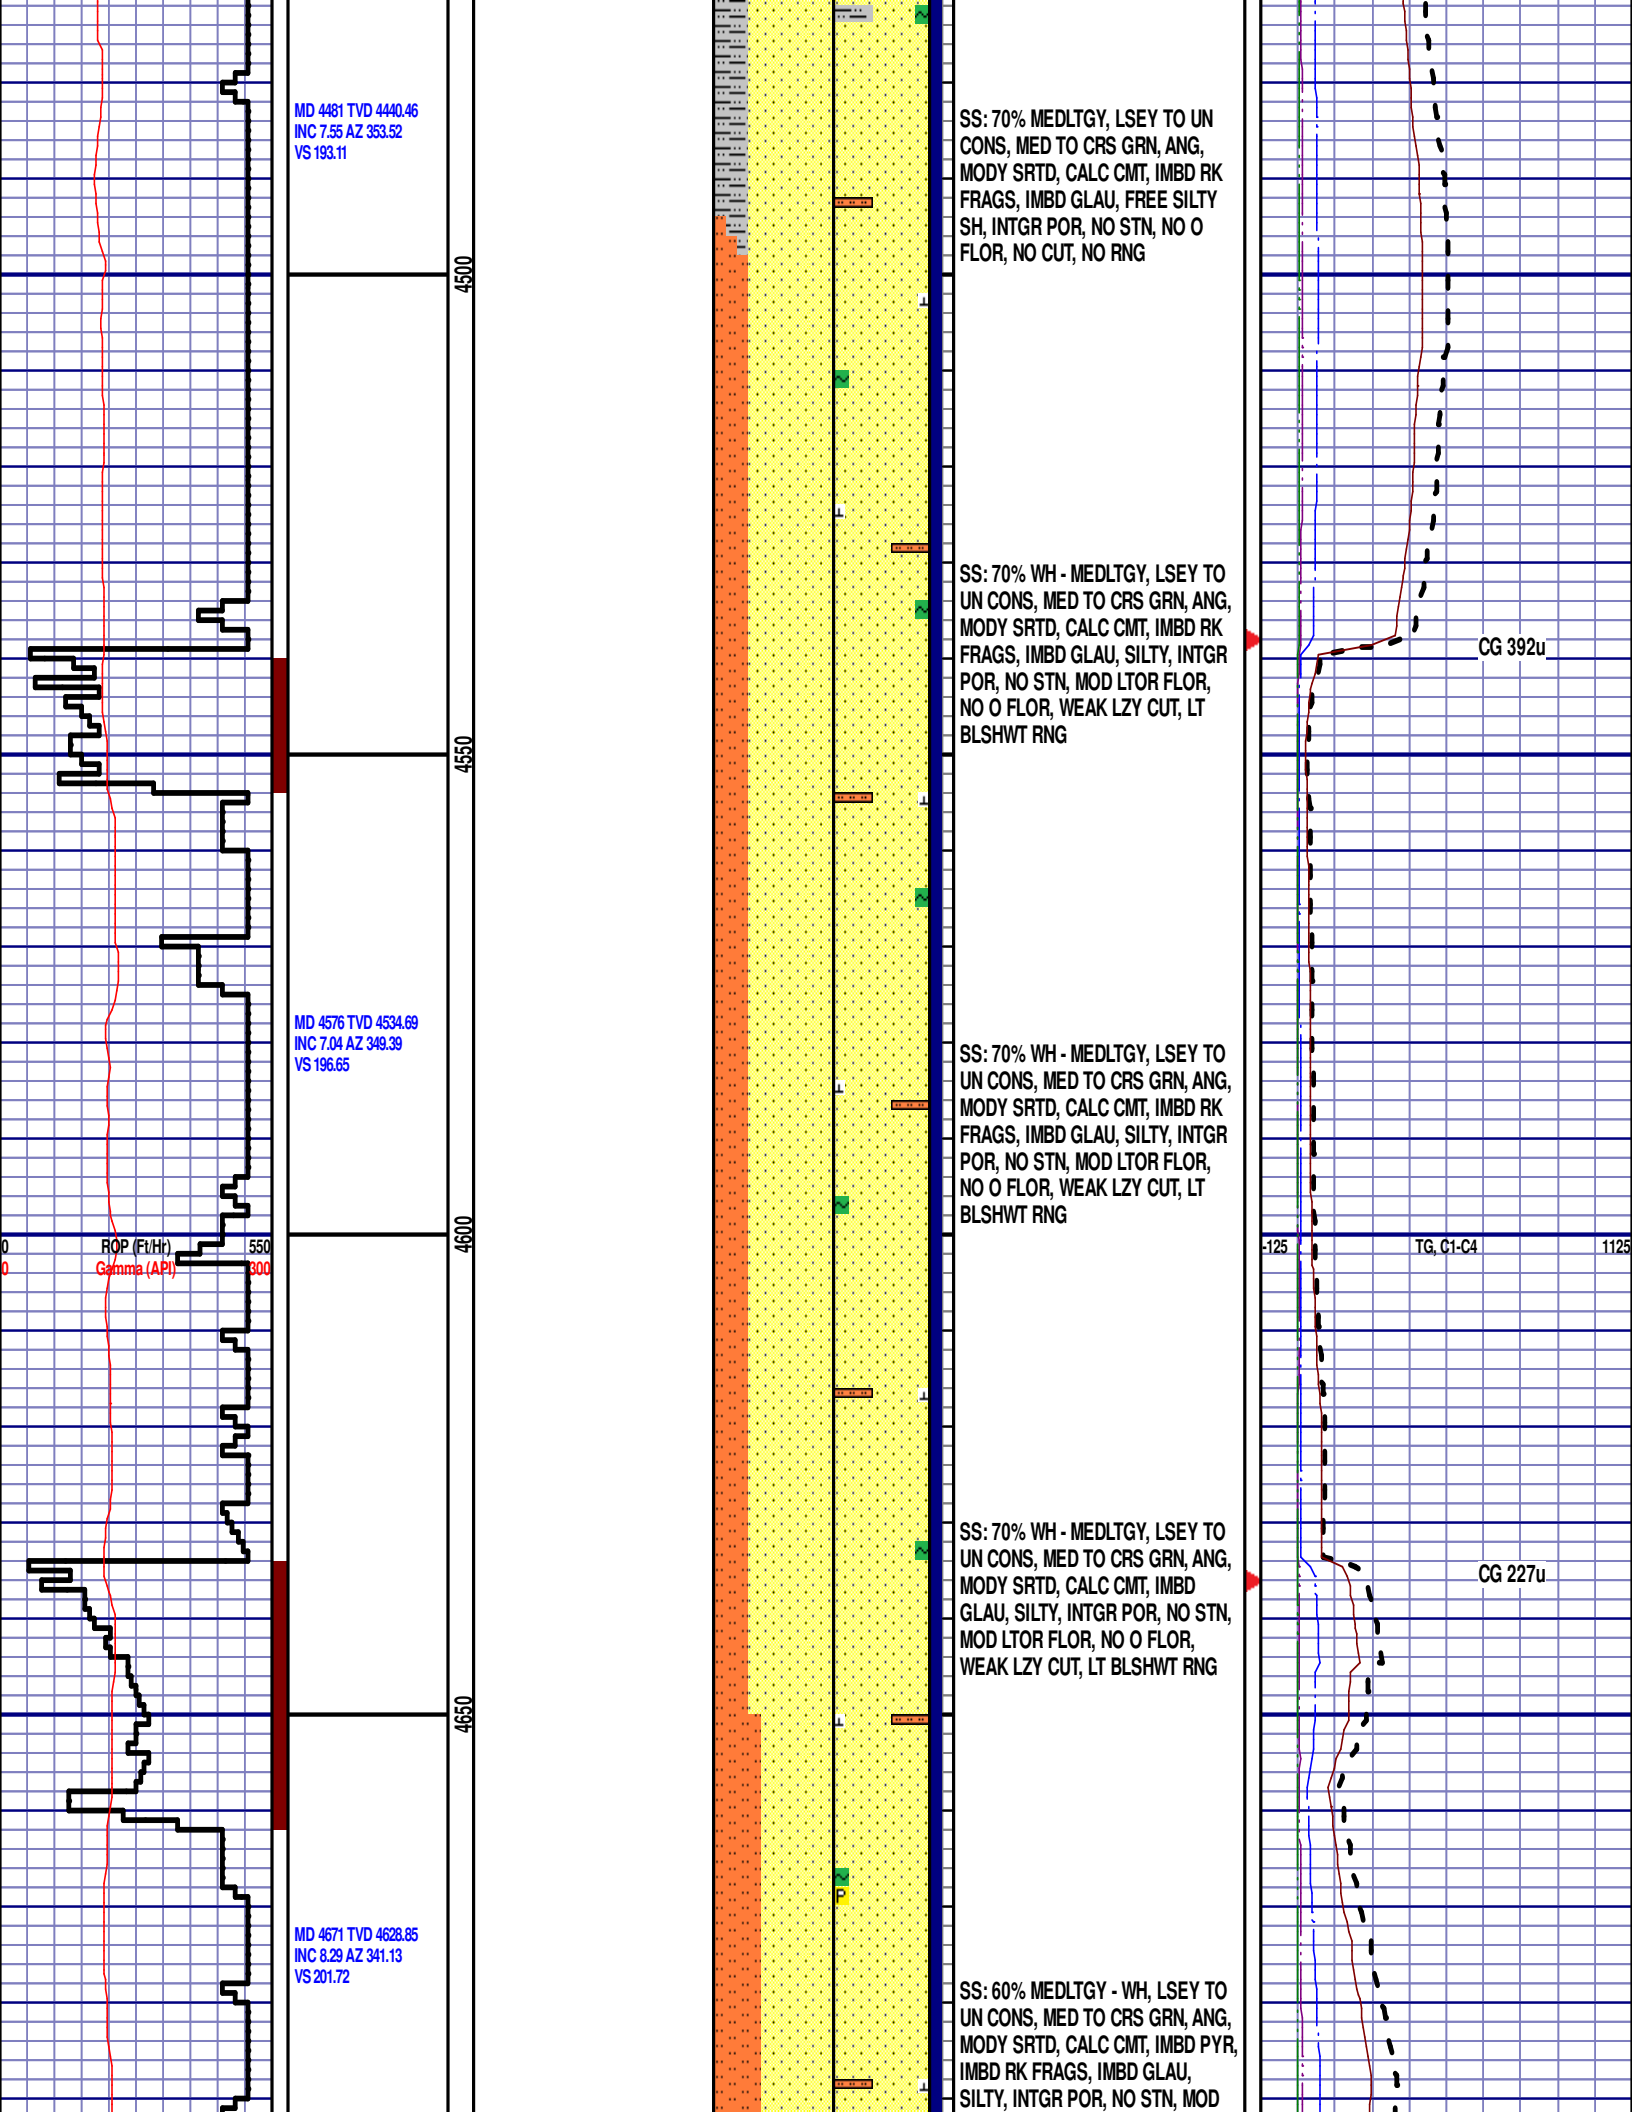 MD 4481 TVD 4440.46
INC 7.55 AZ 353.52
VS 193.11
SS: 70% MEDLTGY, LSEY TO UN
CONS, MED TO CRS GRN, ANG,
MODY SRTD, CALC CMT, IMBD RK
FRAGS, IMBD GLAU, FREE SILTY
SH, INTGR POR, NO STN, NO O
FLOR, NO CUT, NO RNG
4500
SS: 70% WH - MEDLTGY, LSEY TO
UN CONS, MED TO CRS GRN, ANG,
MODY SRTD, CALC CMT, IMBD RK
FRAGS, IMBD GLAU, SILTY, INTGR
POR, NO STN, MOD LTOR FLOR,
NO O FLOR, WEAK LZY CUT, LT
BLSHWT RNG
CG 392u
4550
MD 4576 TVD 4534.69
INC 7.04 AZ 349.39
VS 196.65
SS: 70% WH - MEDLTGY, LSEY TO
UN CONS, MED TO CRS GRN, ANG,
MODY SRTD, CALC CMT, IMBD RK
FRAGS, IMBD GLAU, SILTY, INTGR
POR, NO STN, MOD LTOR FLOR,
NO O FLOR, WEAK LZY CUT, LT
BLSHWT RNG
4600
0 ROP (Ft/Hr) 550
0 Gamma (API) 300
-125 TG, C1-C4 1125
SS: 70% WH - MEDLTGY, LSEY TO
UN CONS, MED TO CRS GRN, ANG,
MODY SRTD, CALC CMT, IMBD
GLAU, SILTY, INTGR POR, NO STN,
MOD LTOR FLOR, NO O FLOR,
WEAK LZY CUT, LT BLSHWT RNG
CG 227u
4650
P
MD 4671 TVD 4628.85
INC 8.29 AZ 341.13
VS 201.72
SS: 60% MEDLTGY - WH, LSEY TO
UN CONS, MED TO CRS GRN, ANG,
MODY SRTD, CALC CMT, IMBD PYR,
IMBD RK FRAGS, IMBD GLAU,
SILTY, INTGR POR, NO STN, MOD